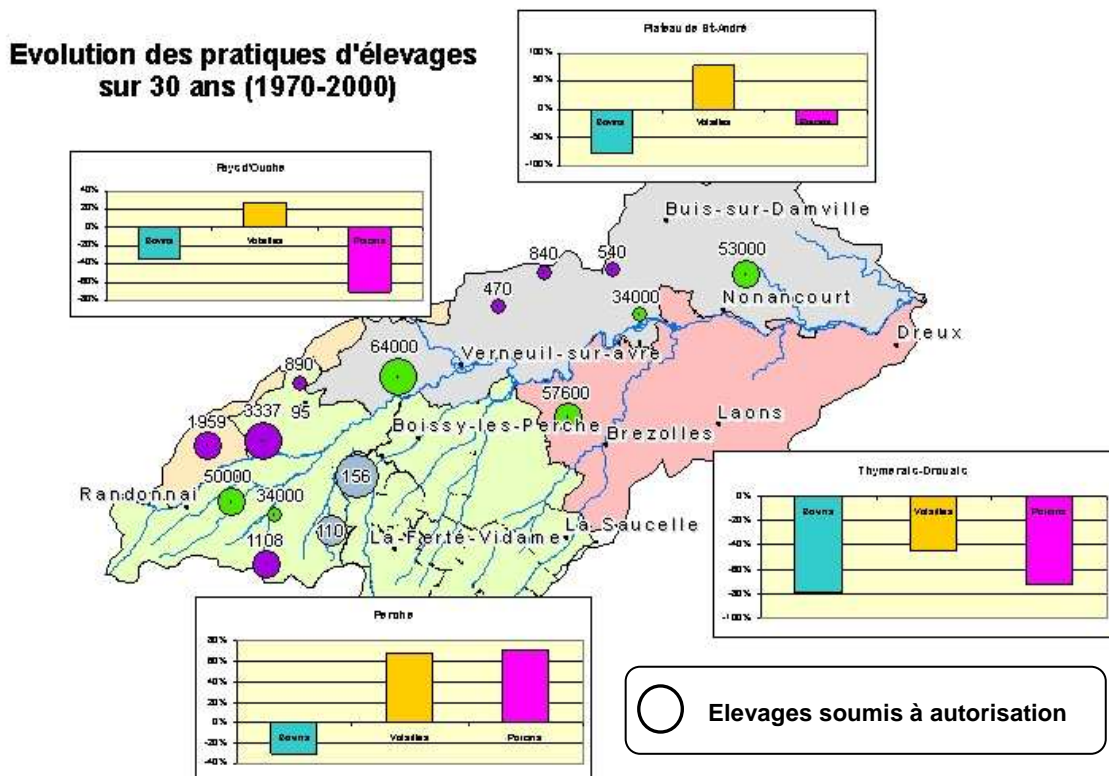 Evolution des pratiques d'élevages
sur 30 ans (1970-2000)
Plateau de St-André
100%
50%
0%
-50%
-100%
Bovins
Volailles
Porcins
Pays d'Ouche
40%
20%
0%
-20%
-40%
-60%
-80%
Bovins
Volailles
Porcins
Buis-sur-Damville
840
540
53000
470
34000
Nonancourt
Dreux
64000
Verneuil-sur-avre
890
95
57600
1959
3337
Boissy-les-Perche
Laons
Brezolles
50000
34000
156
Randonnai
110
La-Ferté-Vidame
La-Saucelle
1108
Thymerais-Drouais
0%
-20%
-40%
-60%
-80%
-100%
Bovins
Volailles
Porcins
Perche
80%
60%
40%
20%
0%
-20%
-40%
Bovins
Volailles
Porcins
Elevages soumis à autorisation